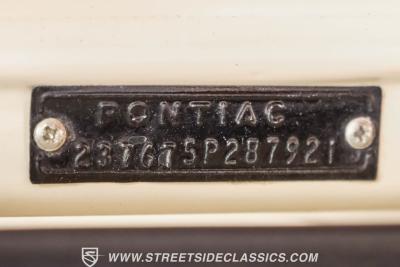 PONTIAC
237675P287921
WWW.STREETSIDECLASSICS.COM